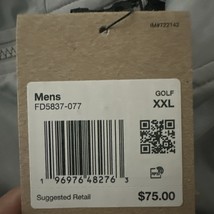 Mens
FD5837-077
GOLF
XXL
1 96976 48276 3
Suggested Retail
$75.00